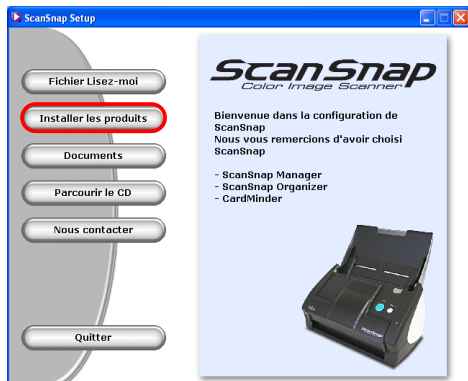 ScanSnap Setup
Fichier Lisez-moi
Installer les produits
Documents
Parcourir le CD
Nous contacter
Quitter
ScanSnap
Color Image Scanner
Bienvenue dans la configuration de
ScanSnap
Nous vous remercions d'avoir choisi
ScanSnap
- ScanSnap Manager
- ScanSnap Organizer
- CardMinder
ScanSnap